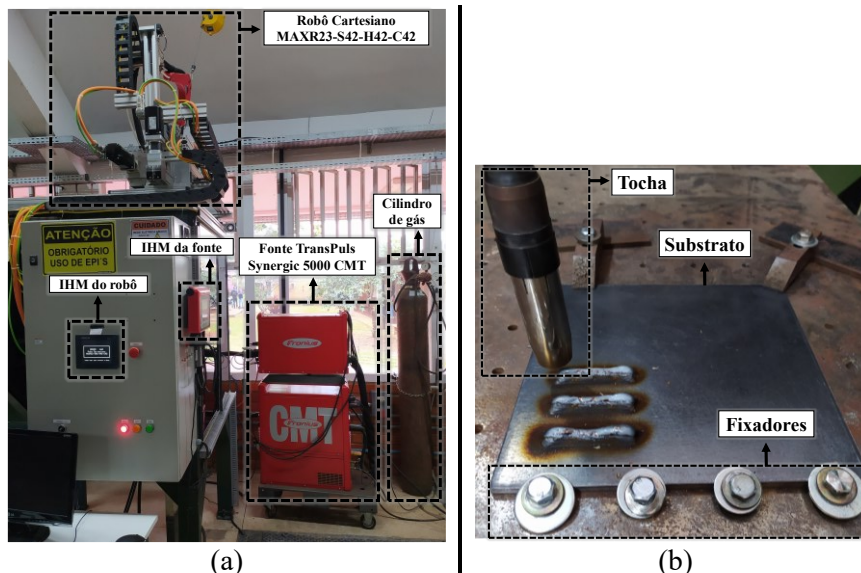 Robô Cartesiano
MAXR23-S42-H42-C42
ATENÇÃO
OBRIGATÓRIO
USO DE EPI'S
CUIDADO
IHM da fonte
IHM do robô
Fonte TransPuls
Synergic 5000 CMT
Cilindro
de gás
Fronius
CMT
Fronius
(a)
Tocha
Substrato
Fixadores
(b)